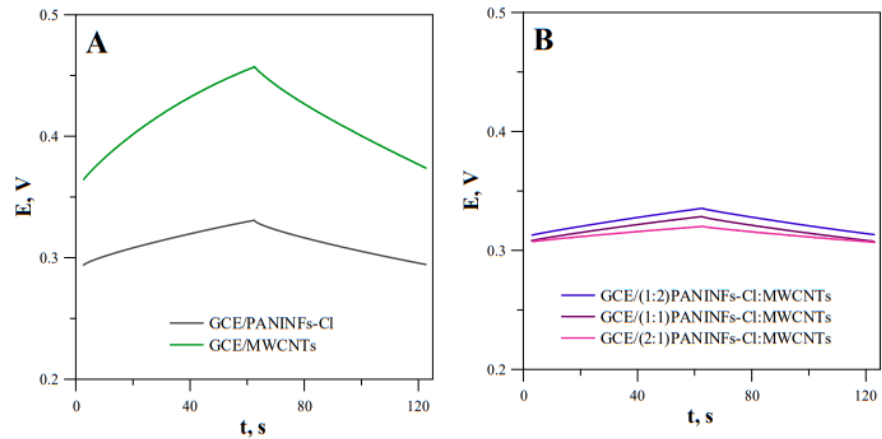 A
0.5
0.4
0.3
0.2
E, V
0
40
80
120
t, s
GCE/PANINFs-Cl
GCE/MWCNTs
B
0.5
0.4
0.3
0.2
E, V
0
40
80
120
t, s
GCE/(1:2)PANINFs-Cl:MWCNTs
GCE/(1:1)PANINFs-Cl:MWCNTs
GCE/(2:1)PANINFs-Cl:MWCNTs